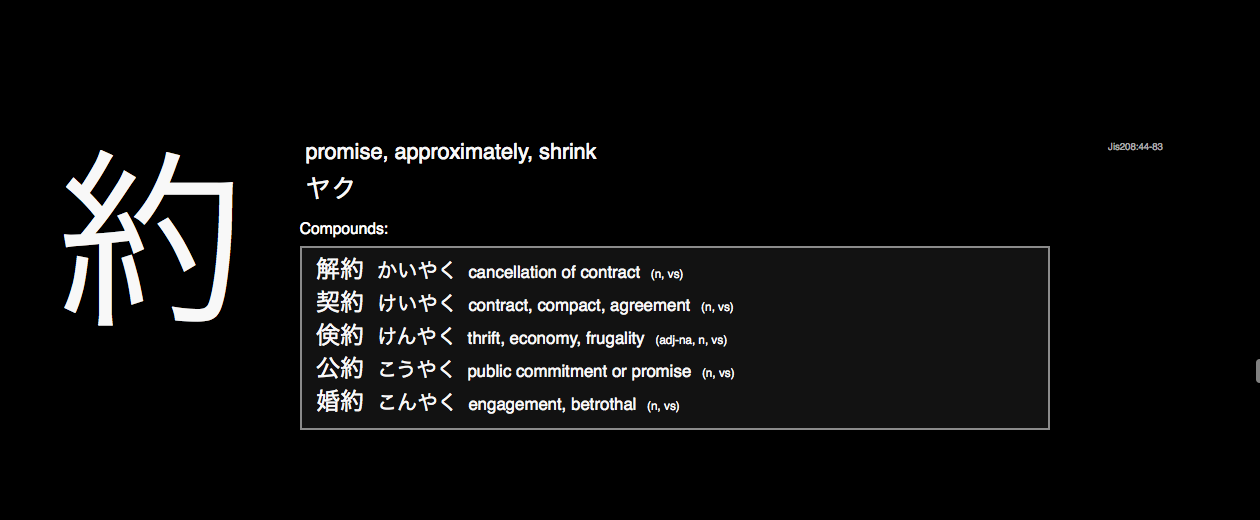 約
promise, approximately, shrink
Jis208:44-83
ヤク
Compounds:
解約 かいやく cancellation of contract (n, vs)
契約 けいやく contract, compact, agreement (n, vs)
倹約 けんやく thrift, economy, frugality (adj-na, n, vs)
公約 こうやく public commitment or promise (n, vs)
婚約 こんやく engagement, betrothal (n, vs)